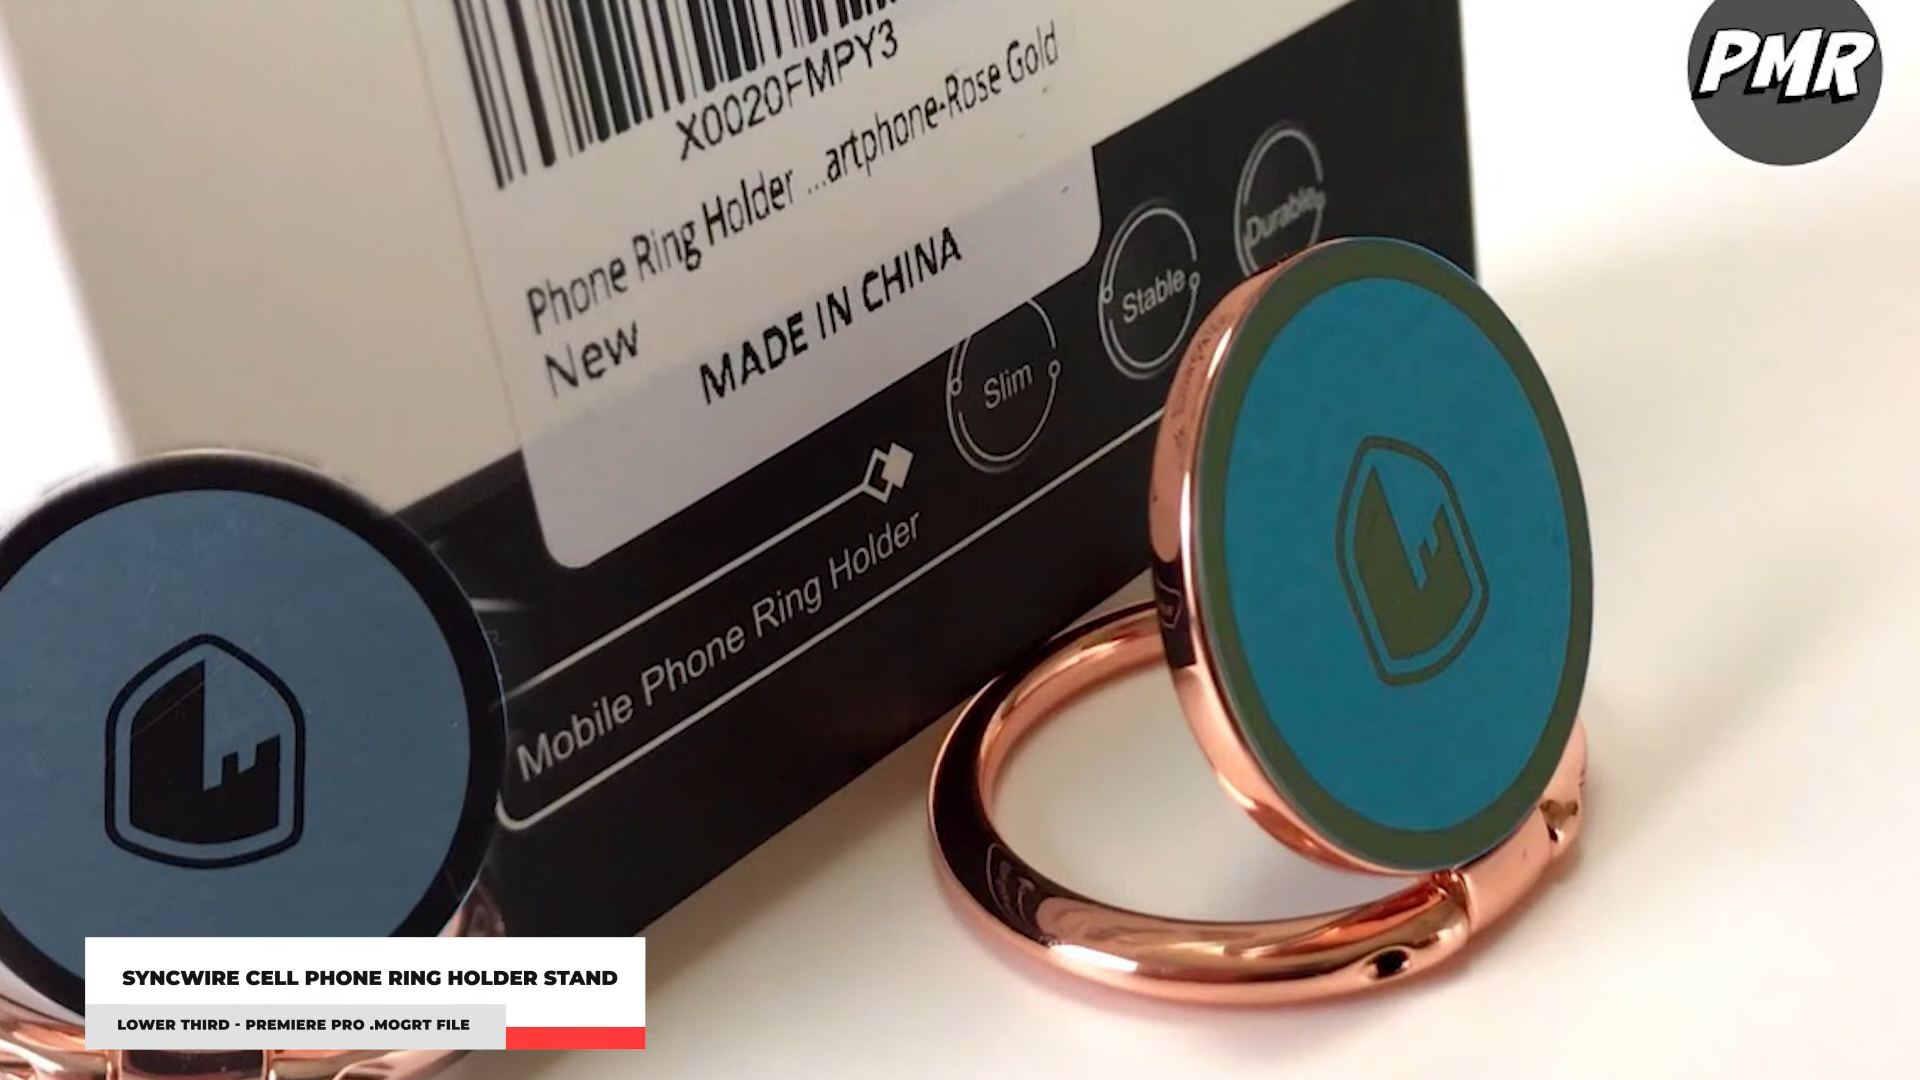 PMR
X0020FMPY3
Phone Ring Holder ...artphone-Rose Gold
New
MADE IN CHINA
Slim
Stable
Durable
Mobile Phone Ring Holder
SYNCWIRE CELL PHONE RING HOLDER STAND
LOWER THIRD - PREMIERE PRO .MOGRT FILE